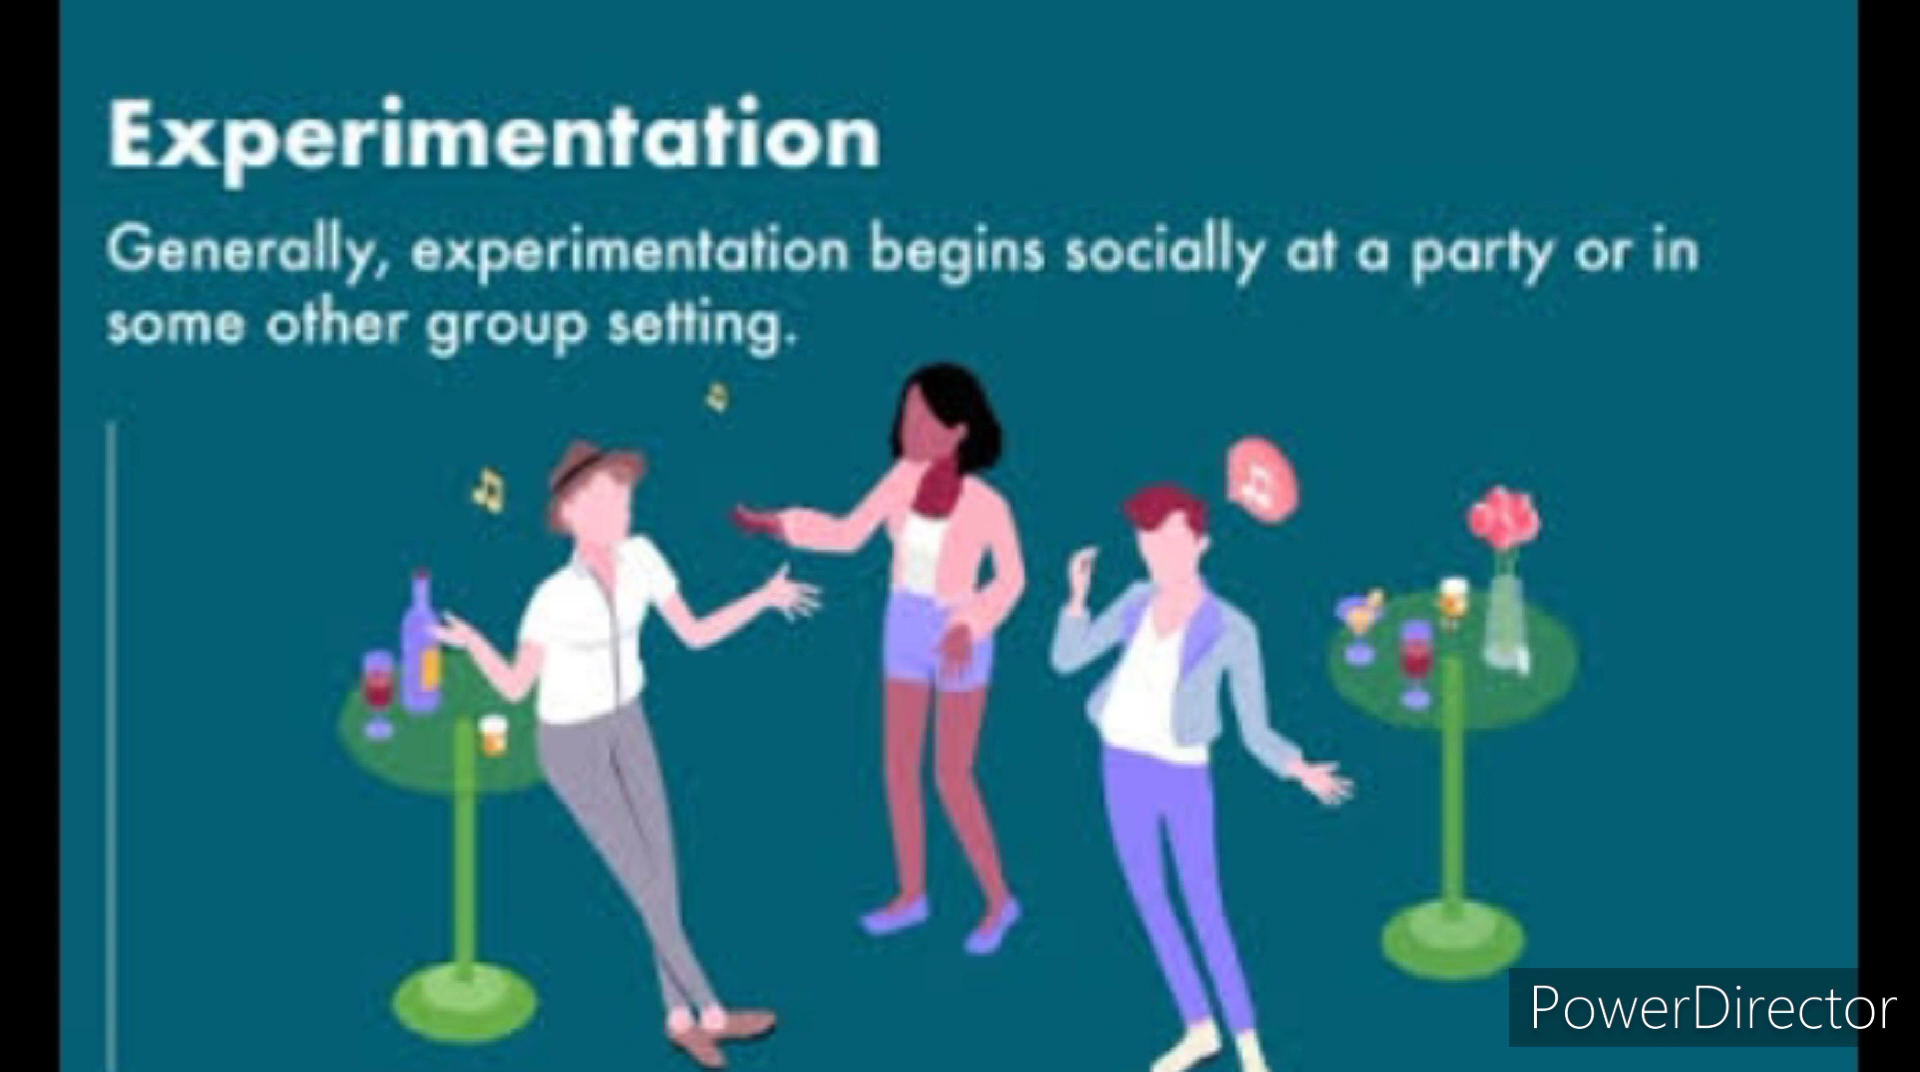 Experimentation
Generally, experimentation begins socially at a party or in
some other group setting.
PowerDirector